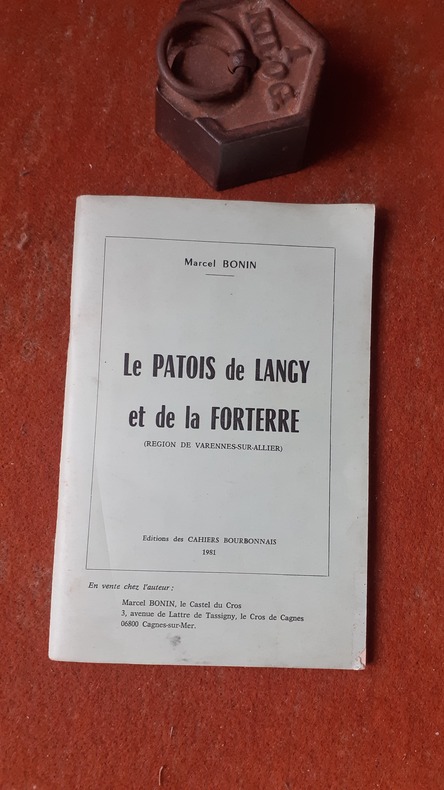 1
KILOG.
Marcel BONIN
Le PATOIS de LANGY
et de la FORTERRE
(REGION DE VARENNES-SUR-ALLIER)
Editions des CAHIERS BOURBONNAIS
1981
En vente chez l'auteur :
Marcel BONIN, le Castel du Cros
3, avenue de Lattre de Tassigny, le Cros de Cagnes
06800 Cagnes-sur-Mer.